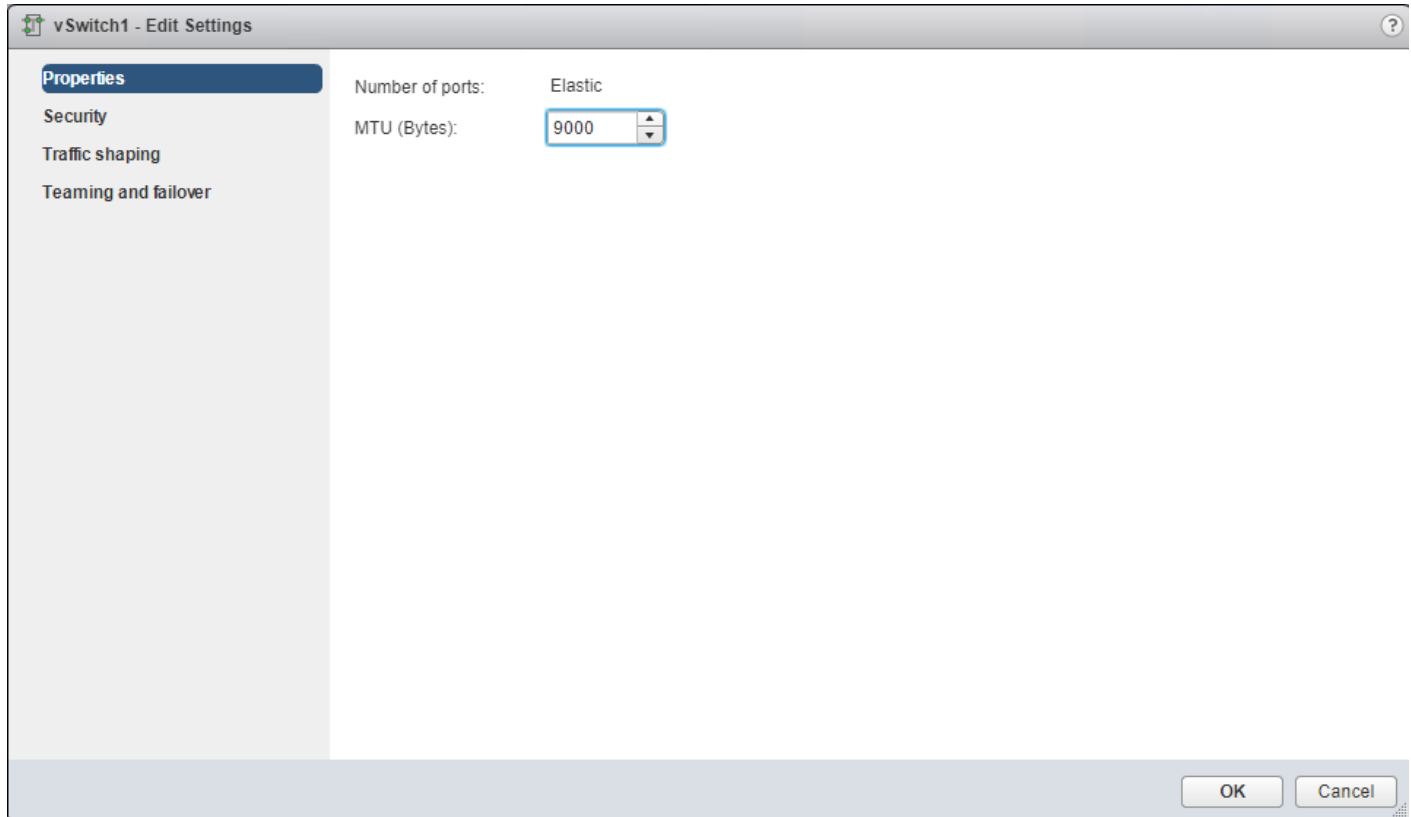 vSwitch1 - Edit Settings
?
Properties
Security
Traffic shaping
Teaming and failover
Number of ports: Elastic
MTU (Bytes): 9000
OK Cancel